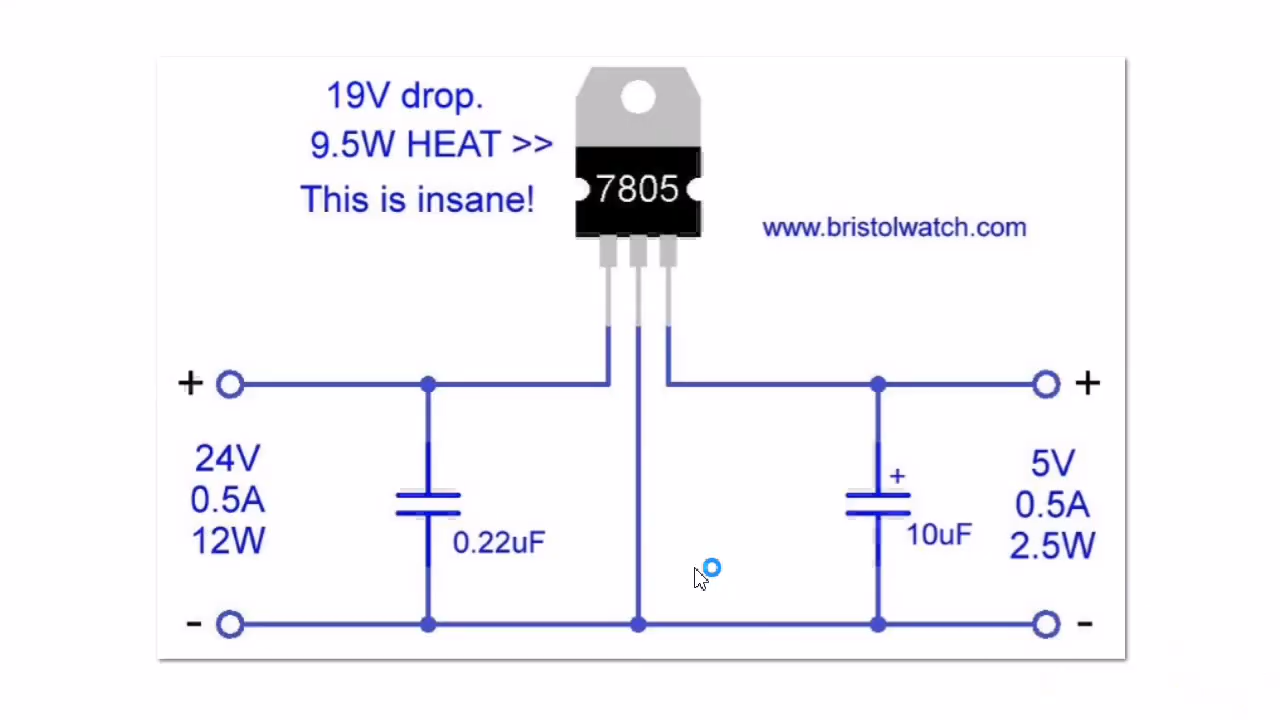 19V drop.
9.5W HEAT >>
This is insane!
7805
www.bristolwatch.com
+
+
24V
0.5A
12W
0.22uF
+
10uF
5V
0.5A
2.5W
-
-